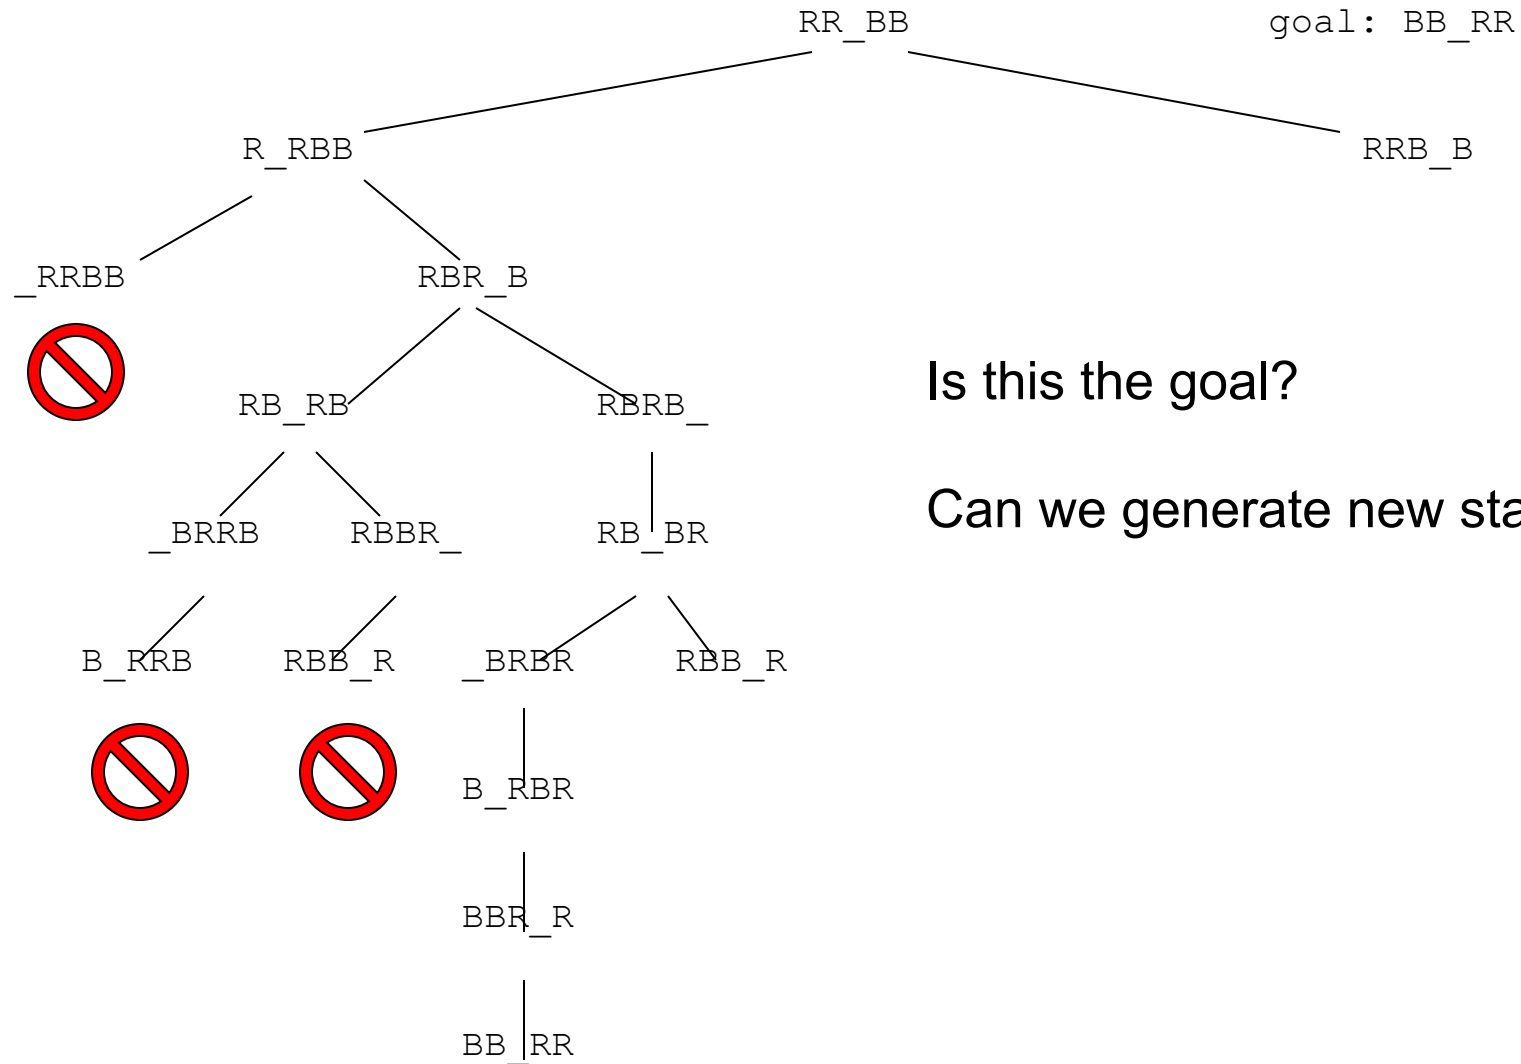 RR_BB
goal: BB_RR
R_RBB
RRB_B
_RRBB
RBR_B
RB_RB
RBRB_
Is this the goal?
_BRRB
RBBR_
RB_BR
Can we generate new sta
B_RRB
RBB_R
_BRBR
RBB_R
B_RBR
BBR_R
BB_RR